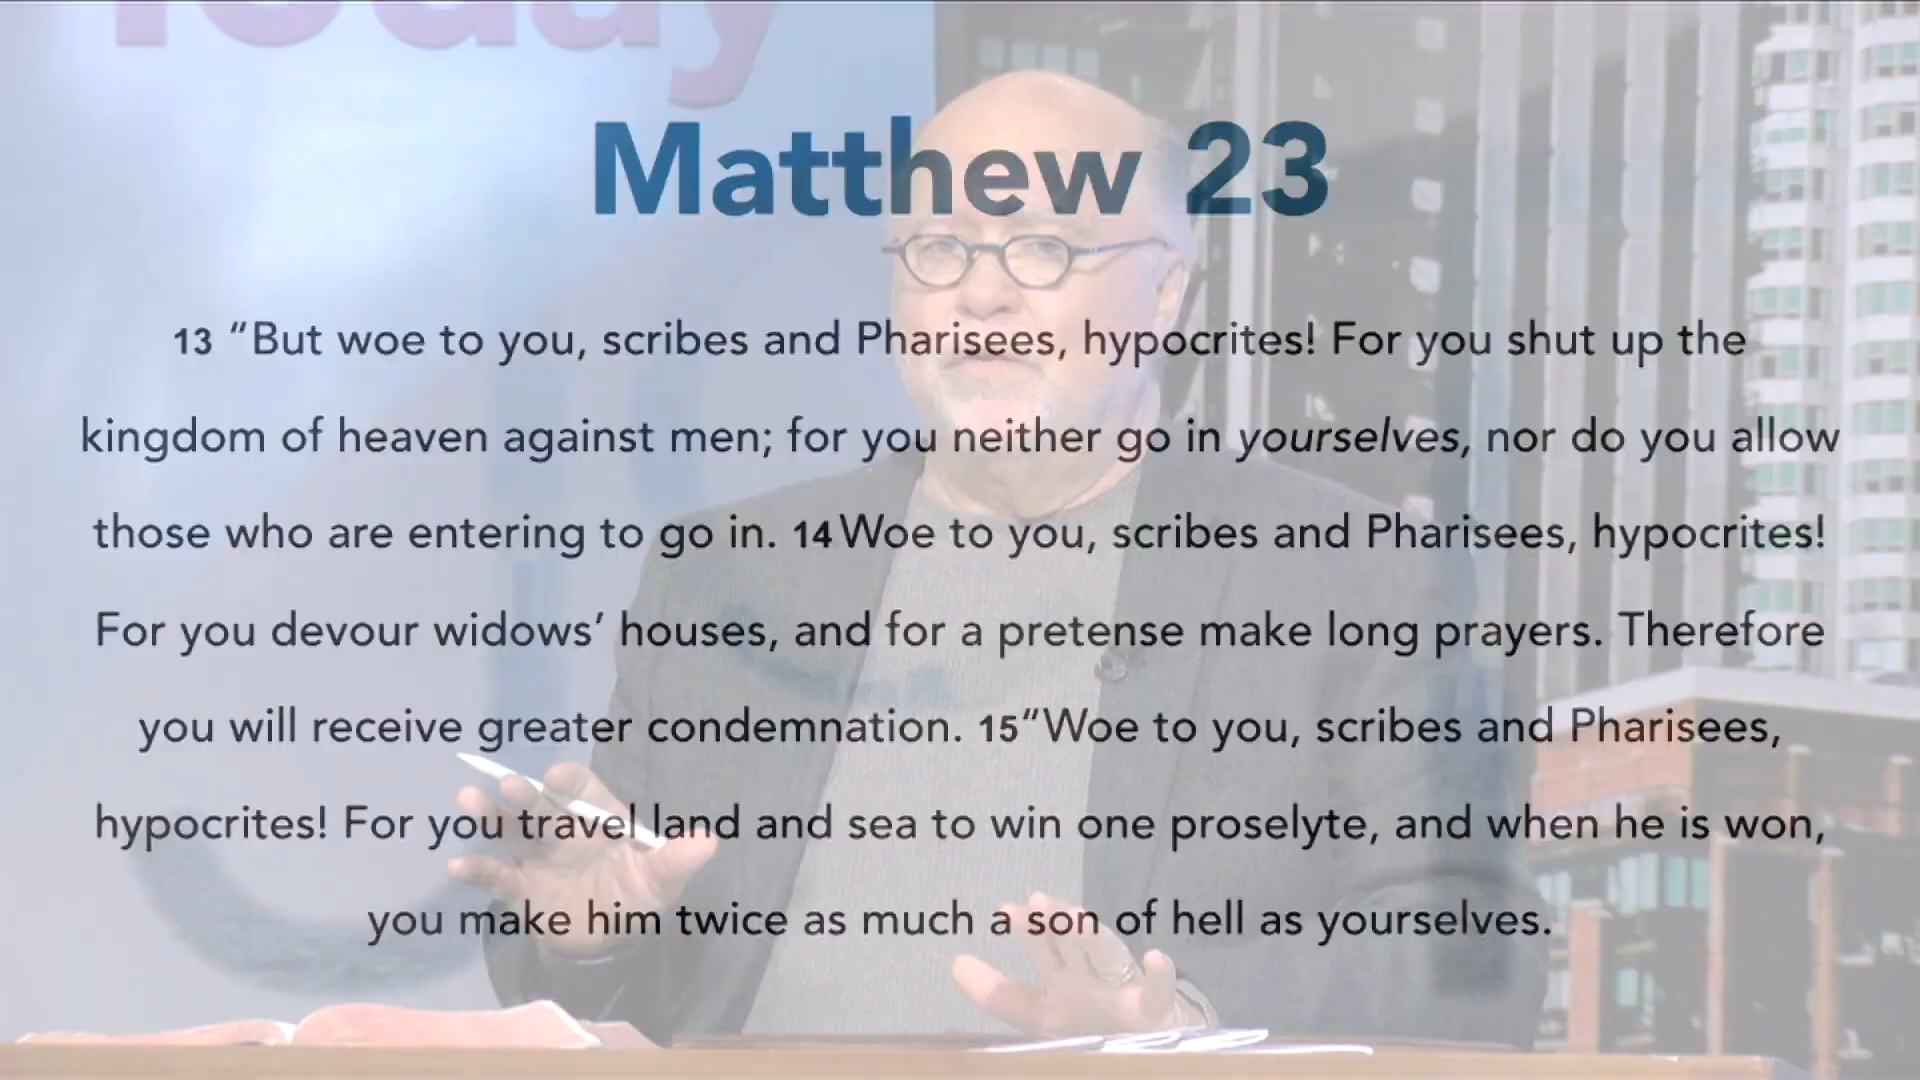 Today
Matthew 23
13 “But woe to you, scribes and Pharisees, hypocrites! For you shut up the
kingdom of heaven against men; for you neither go in yourselves, nor do you allow
those who are entering to go in. 14 Woe to you, scribes and Pharisees, hypocrites!
For you devour widows’ houses, and for a pretense make long prayers. Therefore
you will receive greater condemnation. 15 “Woe to you, scribes and Pharisees,
hypocrites! For you travel land and sea to win one proselyte, and when he is won,
you make him twice as much a son of hell as yourselves.